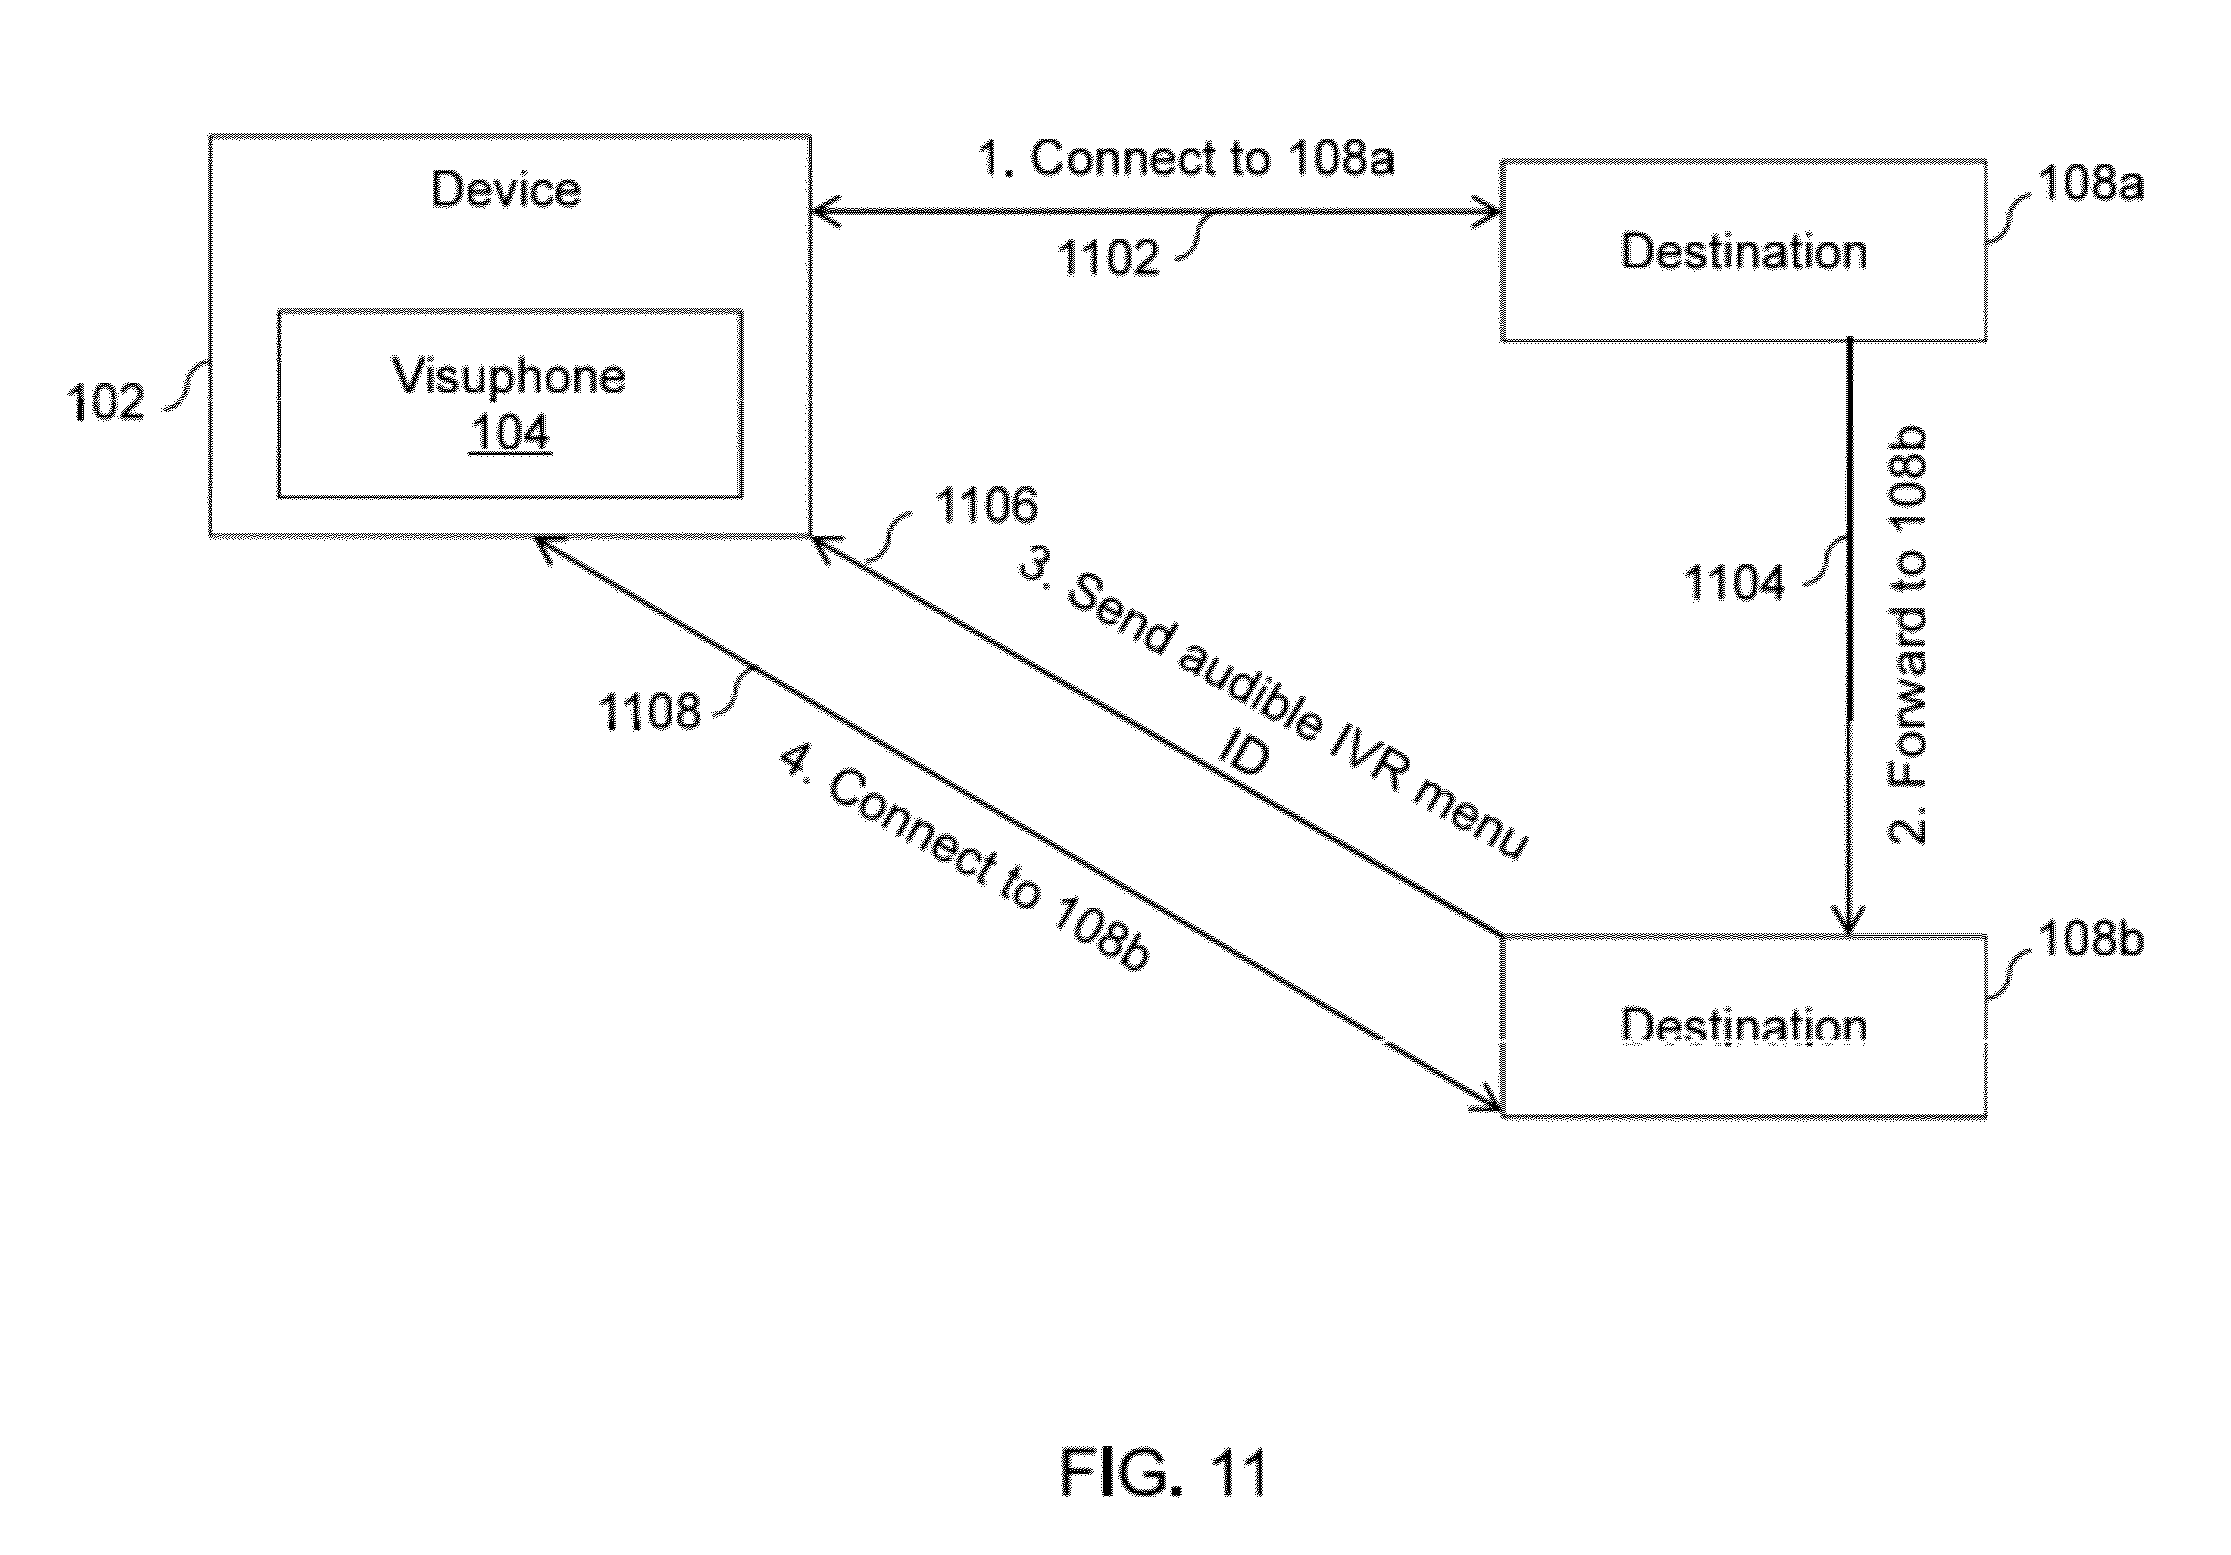 Device
1. Connect to 108a
108a
1102
Destination
Visuphone
104
102
1106
3. Send audible IVR menu
ID
1104
2. Forward to 108b
1108
4. Connect to 108b
108b
Destination
FIG. 11